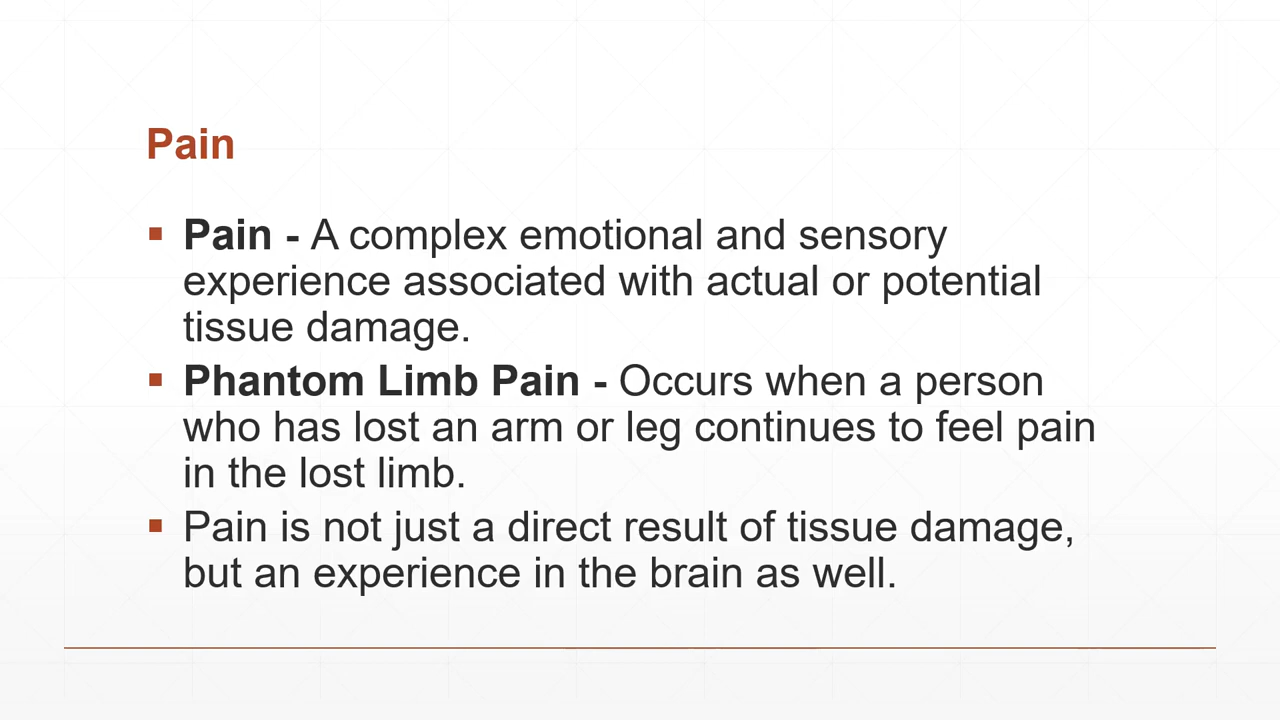 Pain
▪ Pain - A complex emotional and sensory
experience associated with actual or potential
tissue damage.
▪ Phantom Limb Pain - Occurs when a person
who has lost an arm or leg continues to feel pain
in the lost limb.
▪ Pain is not just a direct result of tissue damage,
but an experience in the brain as well.